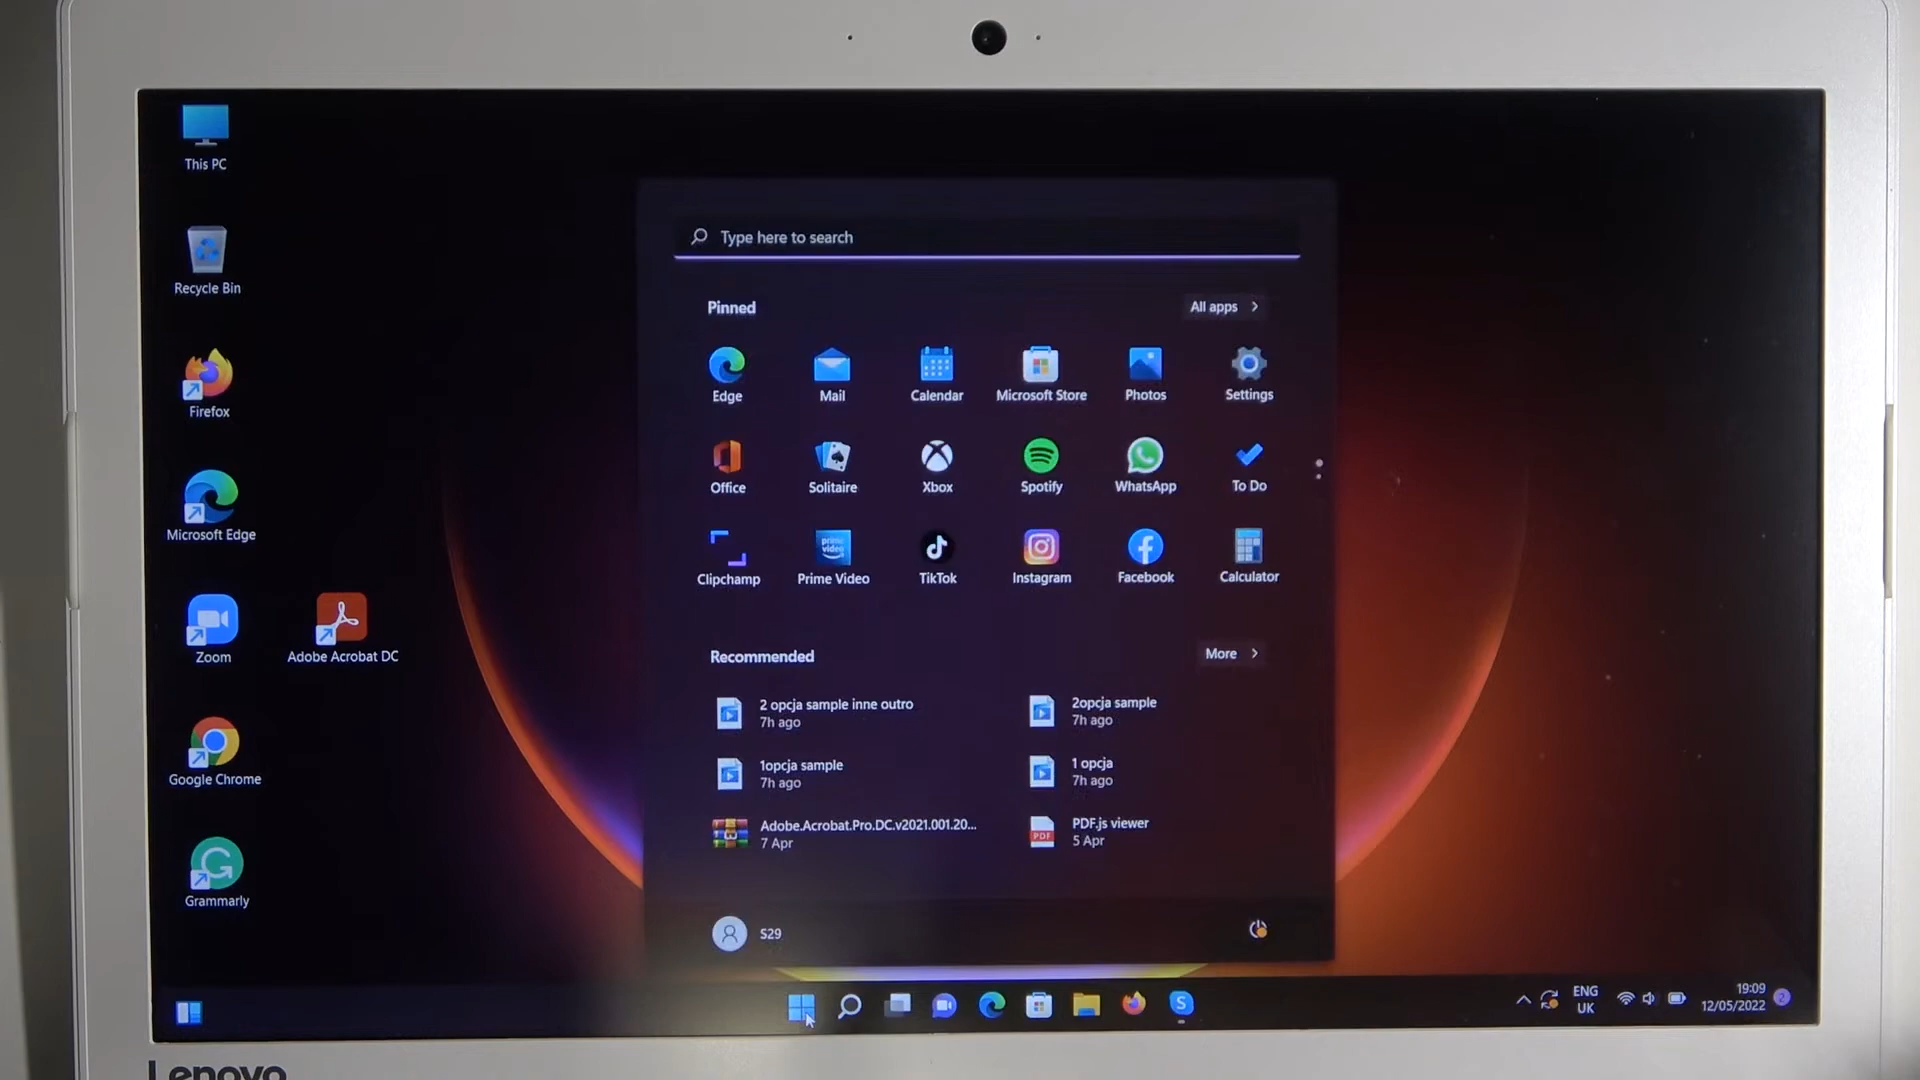 This PC
Recycle Bin
Firefox
Microsoft Edge
Zoom
Adobe Acrobat DC
Google Chrome
Grammarly
Type here to search
Pinned
All apps
Edge
Mail
Calendar
Microsoft Store
Photos
Settings
Office
Solitaire
Xbox
Spotify
WhatsApp
To Do
prime
video
Clipchamp
Prime Video
TikTok
Instagram
Facebook
Calculator
Recommended
More
2 opcja sample inne outro
7h ago
2opcja sample
7h ago
1opcja sample
7h ago
1 opcja
7h ago
Adobe.Acrobat.Pro.DC.v2021.001.20...
7 Apr
PDF
PDF.js viewer
5 Apr
S29
ENG
UK
19:09
12/05/2022
2
Lenovo